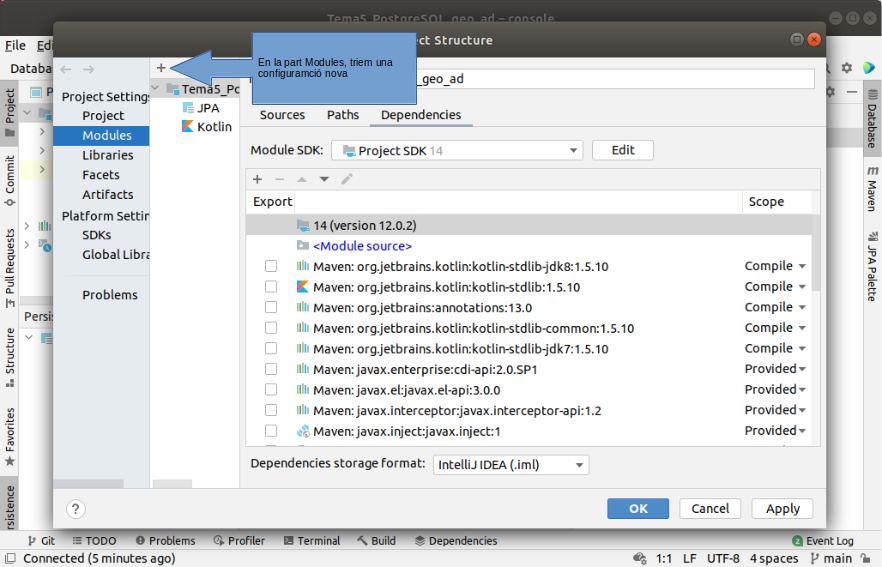 Tema5_PostgreSQL_geo_ad – console
File
Edi
Databa
ct Structure
En la part Modules, triem una
configuramció nova
_geo_ad
Project Settings
Project
Modules
Libraries
Facets
Artifacts
Platform Settin
SDKs
Global Libra
Problems
Tema5_Po
JPA
Kotlin
Sources
Paths
Dependencies
Module SDK:
Project SDK 14
Edit
Export
Scope
14 (version 12.0.2)
<Module source>
Maven: org.jetbrains.kotlin:kotlin-stdlib-jdk8:1.5.10 Compile
Maven: org.jetbrains.kotlin:kotlin-stdlib:1.5.10 Compile
Maven: org.jetbrains:annotations:13.0 Compile
Maven: org.jetbrains.kotlin:kotlin-stdlib-common:1.5.10 Compile
Maven: org.jetbrains.kotlin:kotlin-stdlib-jdk7:1.5.10 Compile
Maven: javax.enterprise:cdi-api:2.0.SP1 Provided
Maven: javax.el:javax.el-api:3.0.0 Provided
Maven: javax.interceptor:javax.interceptor-api:1.2 Provided
Maven: javax.inject:javax.inject:1 Provided
Dependencies storage format:
IntelliJ IDEA (.iml)
?
OK
Cancel
Apply
Project
Commit
Pull Requests
Structure
Favorites
rsistence
P
Persi
Database
m
Maven
JPA Palette
Git
TODO
Problems
Profiler
Terminal
Build
Dependencies
2 Event Log
Connected (5 minutes ago)
1:1
LF
UTF-8
4 spaces
main